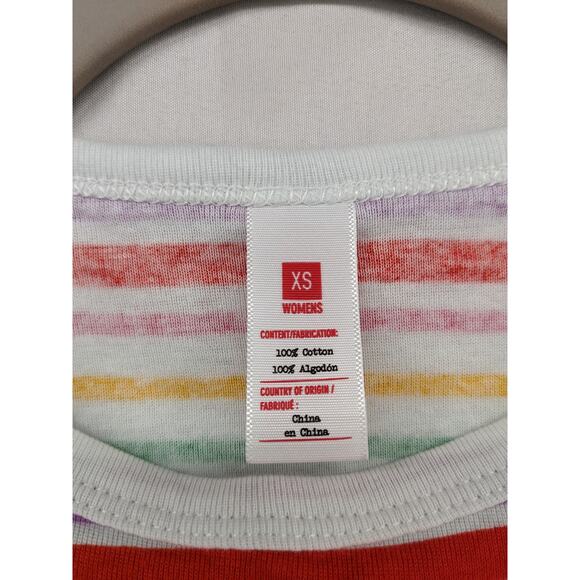 XS
WOMENS
CONTENT/FABRICATION:
100% Cotton
100% Algodón
COUNTRY OF ORIGIN /
FABRIQUÉ :
China
en China